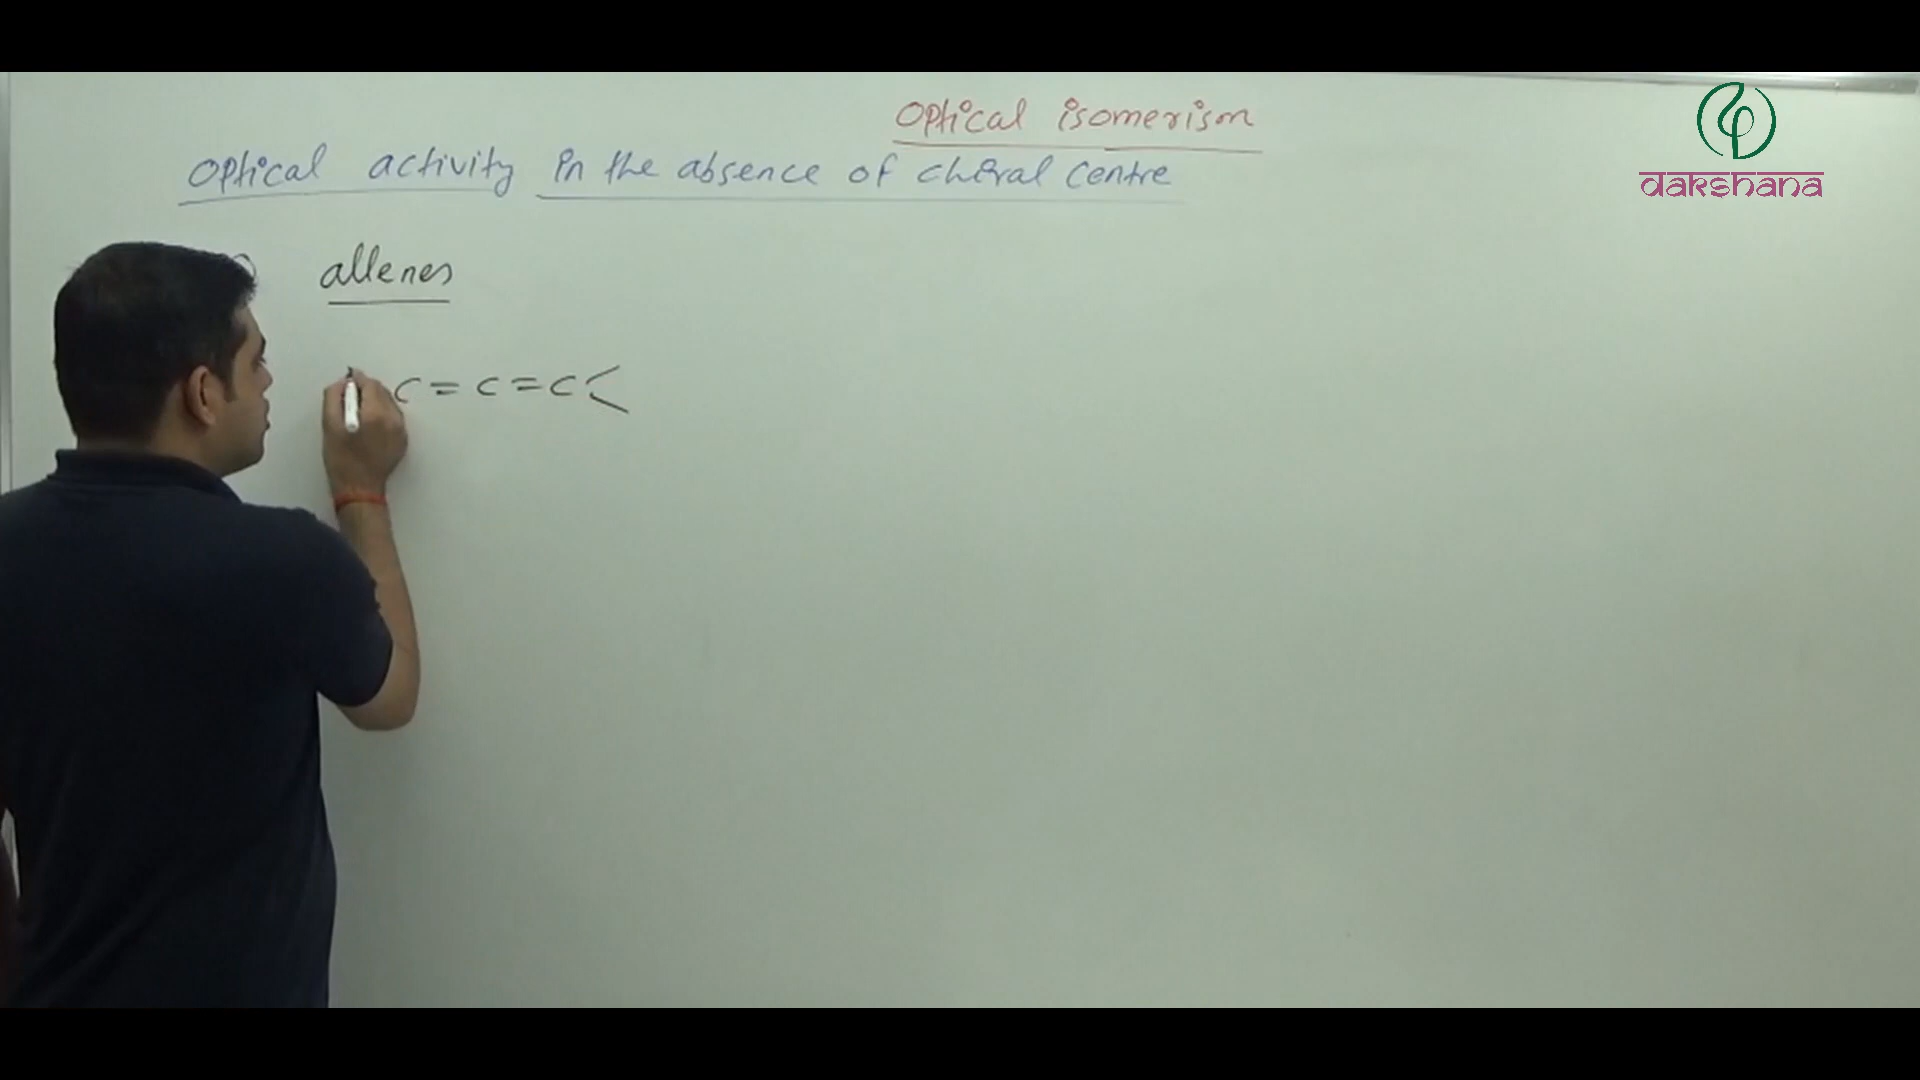 Optical isomerism
dakshana
Optical activity in the absence of chiral centre
allenes
C = C = C <